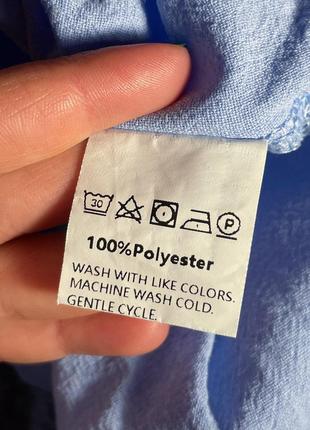 30 P
100%Polyester
WASH WITH LIKE COLORS.
MACHINE WASH COLD.
GENTLE CYCLE.